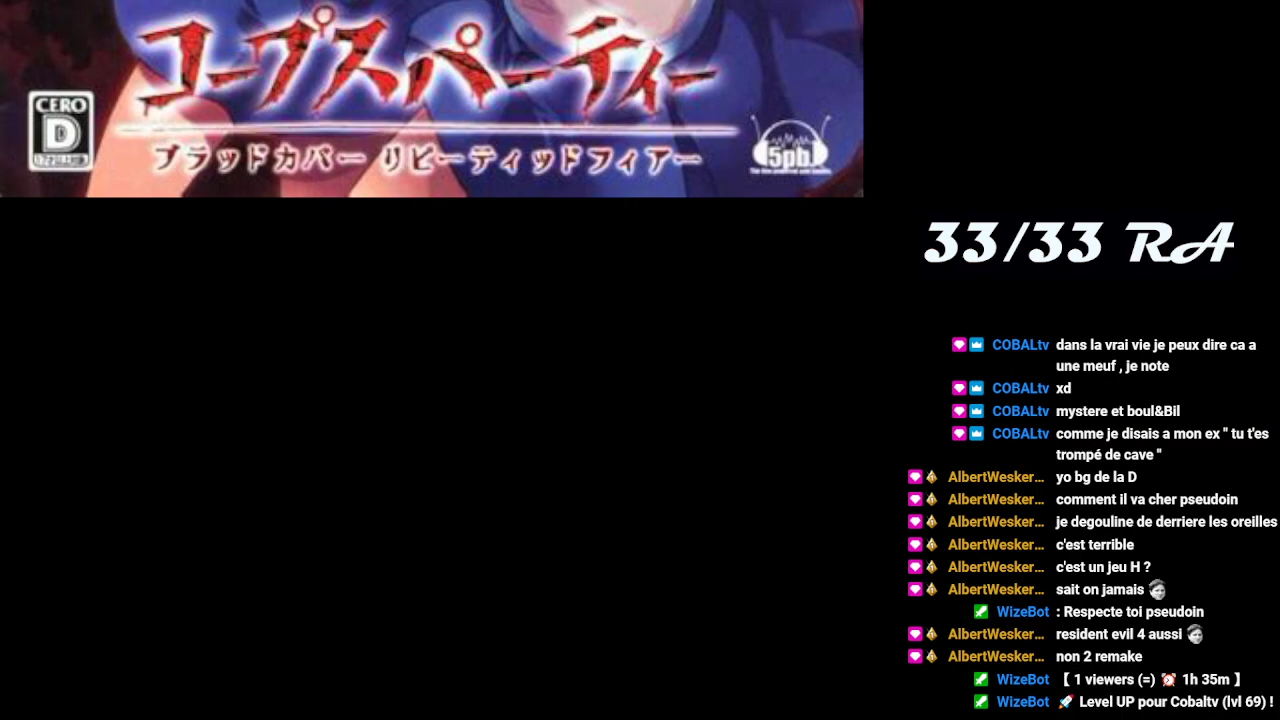 コープスパーティー
CERO
D
ブラッドカバー リピーティッドフィアー
5pb.
33/33 RA
COBALtv dans la vrai vie je peux dire ca a
une meuf , je note
COBALtv xd
COBALtv mystere et boul&Bil
COBALtv comme je disais a mon ex " tu t'es
trompé de cave "
AlbertWesker... yo bg de la D
AlbertWesker... comment il va cher pseudoin
AlbertWesker... je degouline de derriere les oreilles
AlbertWesker... c'est terrible
AlbertWesker... c'est un jeu H ?
AlbertWesker... sait on jamais
WizeBot : Respecte toi pseudoin
AlbertWesker... resident evil 4 aussi
AlbertWesker... non 2 remake
WizeBot 【 1 viewers (=) ⏰ 1h 35m 】
WizeBot 🚀 Level UP pour Cobaltv (lvl 69) !